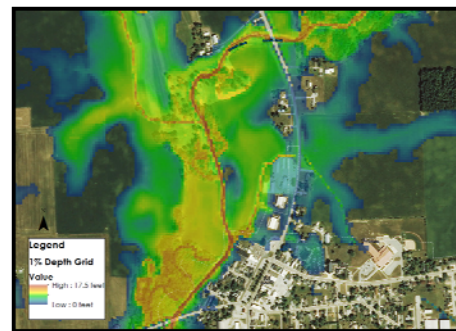 Legend
1% Depth Grid
Value
High : 17.5 feet
Low : 0 feet